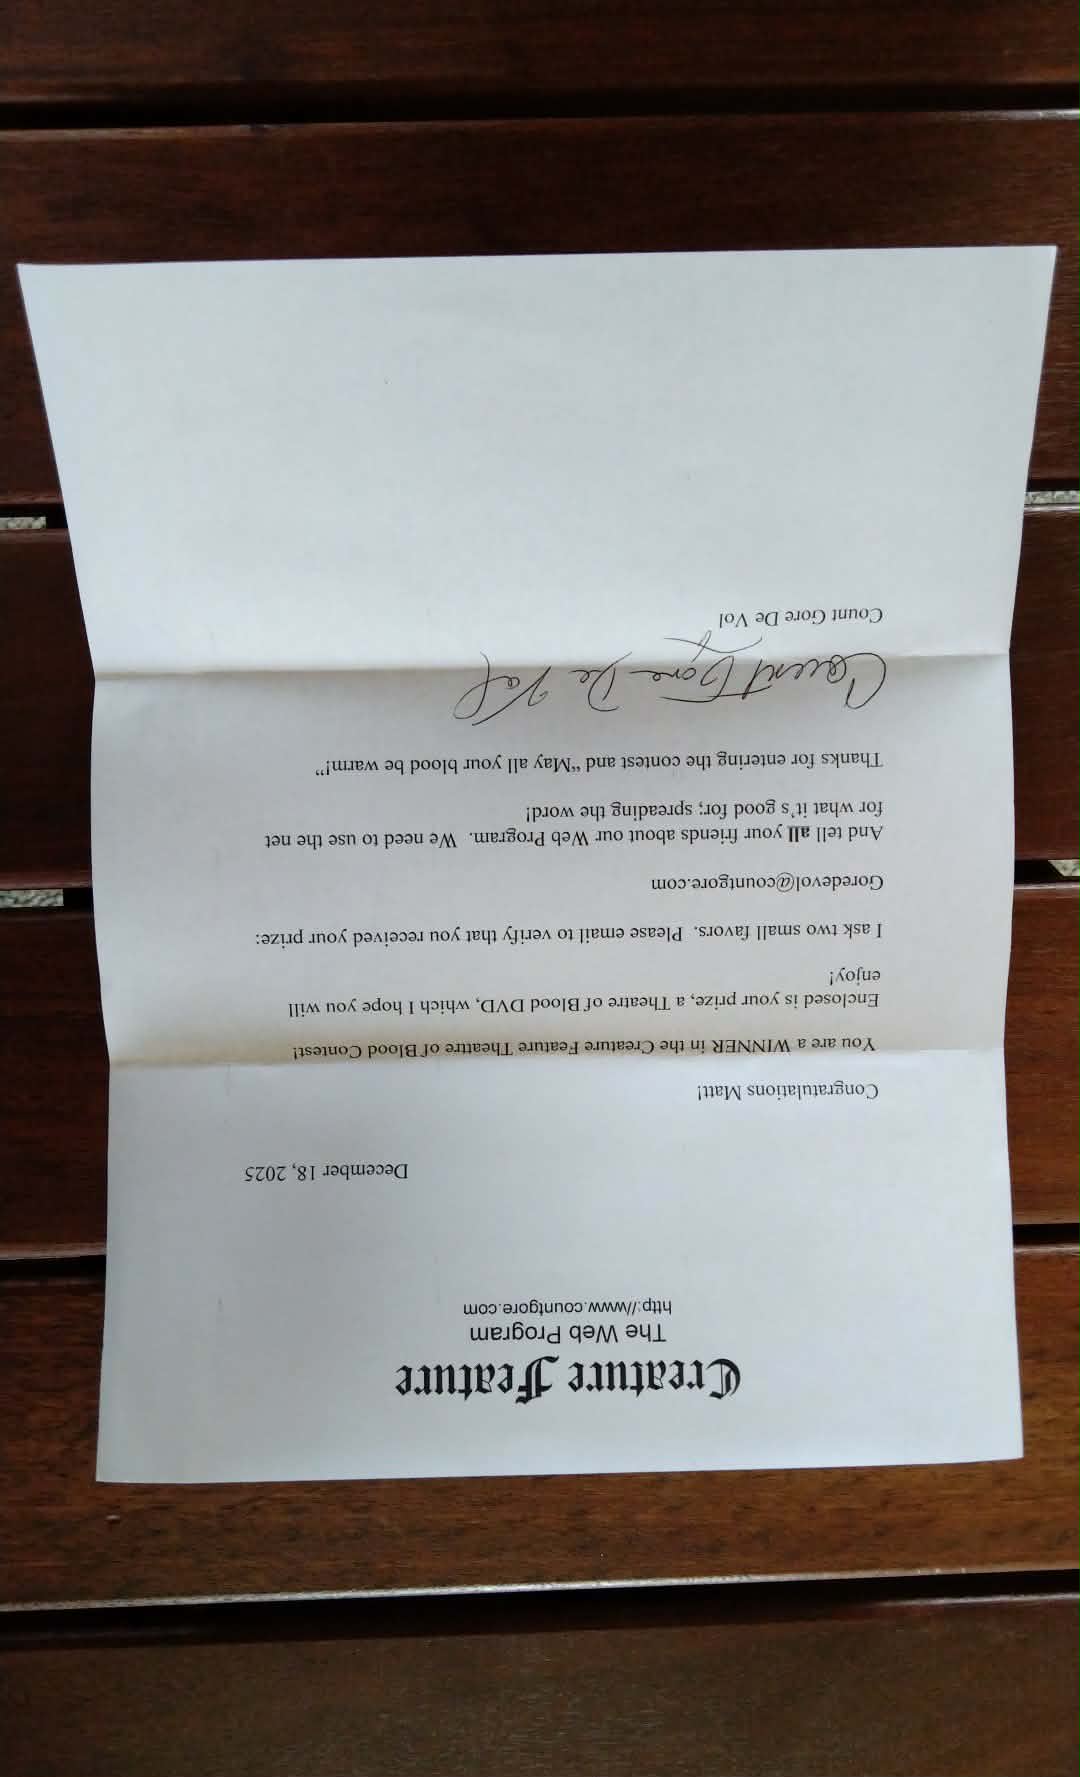 Creature Feature
The Web Program
http://www.countgore.com
December 18, 2025
Congratulations Matt!
You are a WINNER in the Creature Feature Theattre of Blood Contest!
Enclosed is your prize, a Theatre of Blood DVD, which I hope you will
enjoy!
I ask two small favors.  Please email to verify that you received your prize:
Goredevol@countgore.com
And tell all your friends about our Web Program.  We need to use the net
for what it's good for; spreading the word!
Thanks for entering the contest and “May all your blood be warm!”
Count Gore De Vol
Count Gore De Vol